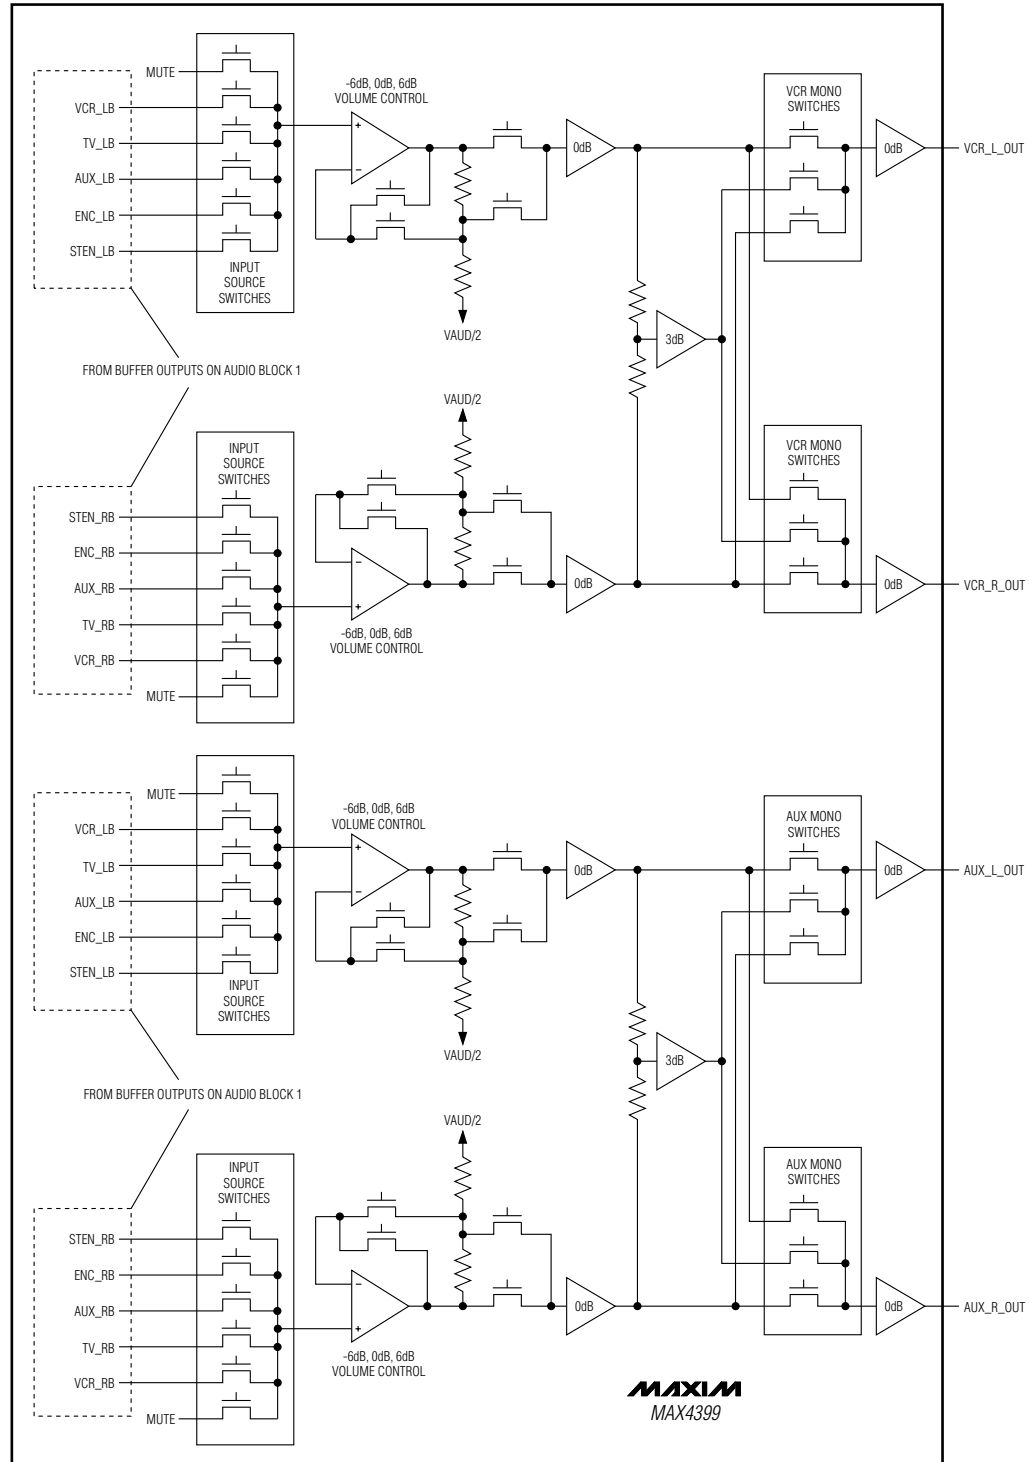 MUTE
VCR_LB
TV_LB
AUX_LB
ENC_LB
STEN_LB
INPUT
SOURCE
SWITCHES
-6dB, 0dB, 6dB
VOLUME CONTROL
VAUD/2
0dB
3dB
VCR MONO
SWITCHES
0dB
VCR_L_OUT
FROM BUFFER OUTPUTS ON AUDIO BLOCK 1
INPUT
SOURCE
SWITCHES
STEN_RB
ENC_RB
AUX_RB
TV_RB
VCR_RB
MUTE
VAUD/2
-6dB, 0dB, 6dB
VOLUME CONTROL
0dB
VCR MONO
SWITCHES
0dB
VCR_R_OUT
MUTE
VCR_LB
TV_LB
AUX_LB
ENC_LB
STEN_LB
INPUT
SOURCE
SWITCHES
-6dB, 0dB, 6dB
VOLUME CONTROL
VAUD/2
0dB
3dB
AUX MONO
SWITCHES
0dB
AUX_L_OUT
FROM BUFFER OUTPUTS ON AUDIO BLOCK 1
INPUT
SOURCE
SWITCHES
STEN_RB
ENC_RB
AUX_RB
TV_RB
VCR_RB
MUTE
VAUD/2
-6dB, 0dB, 6dB
VOLUME CONTROL
0dB
AUX MONO
SWITCHES
0dB
AUX_R_OUT
MAXIM
MAX4399